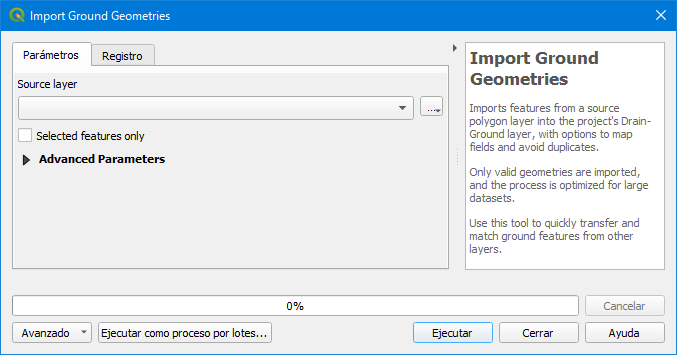 Import Ground Geometries
Parámetros
Registro
Source layer
...
Selected features only
Advanced Parameters
Import Ground
Geometries
Imports features from a source
polygon layer into the project's Drain-
Ground layer, with options to map
fields and avoid duplicates.
Only valid geometries are imported,
and the process is optimized for large
datasets.
Use this tool to quickly transfer and
match ground features from other
layers.
0%
Cancelar
Avanzado
Ejecutar como proceso por lotes...
Ejecutar
Cerrar
Ayuda